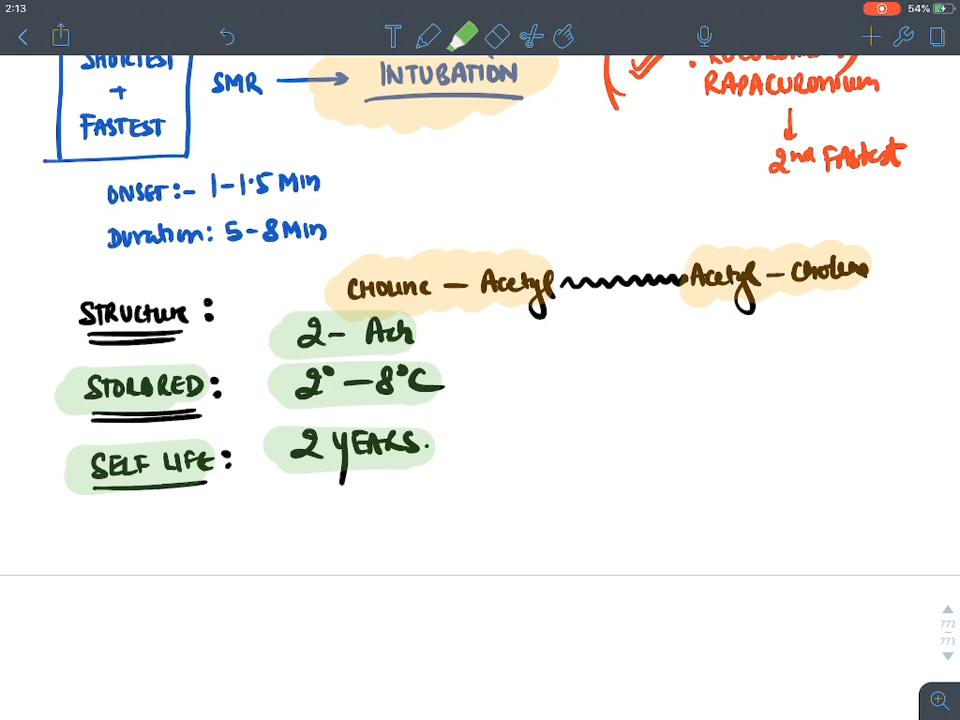 2:13
54%
T
SHORTEST
+
FASTEST
SMR
INTUBATION
RAPACURONIUM
2nd FAStest
ONSET :- 1-1.5 Min
Duration: 5-8 Min
STRUCTURE :
CHOLINE - Acetyl Acetyl - Choline
2- Ach
STORARED :
2° - 8°C
SELF LIFE :
2 YEARS.
772
773